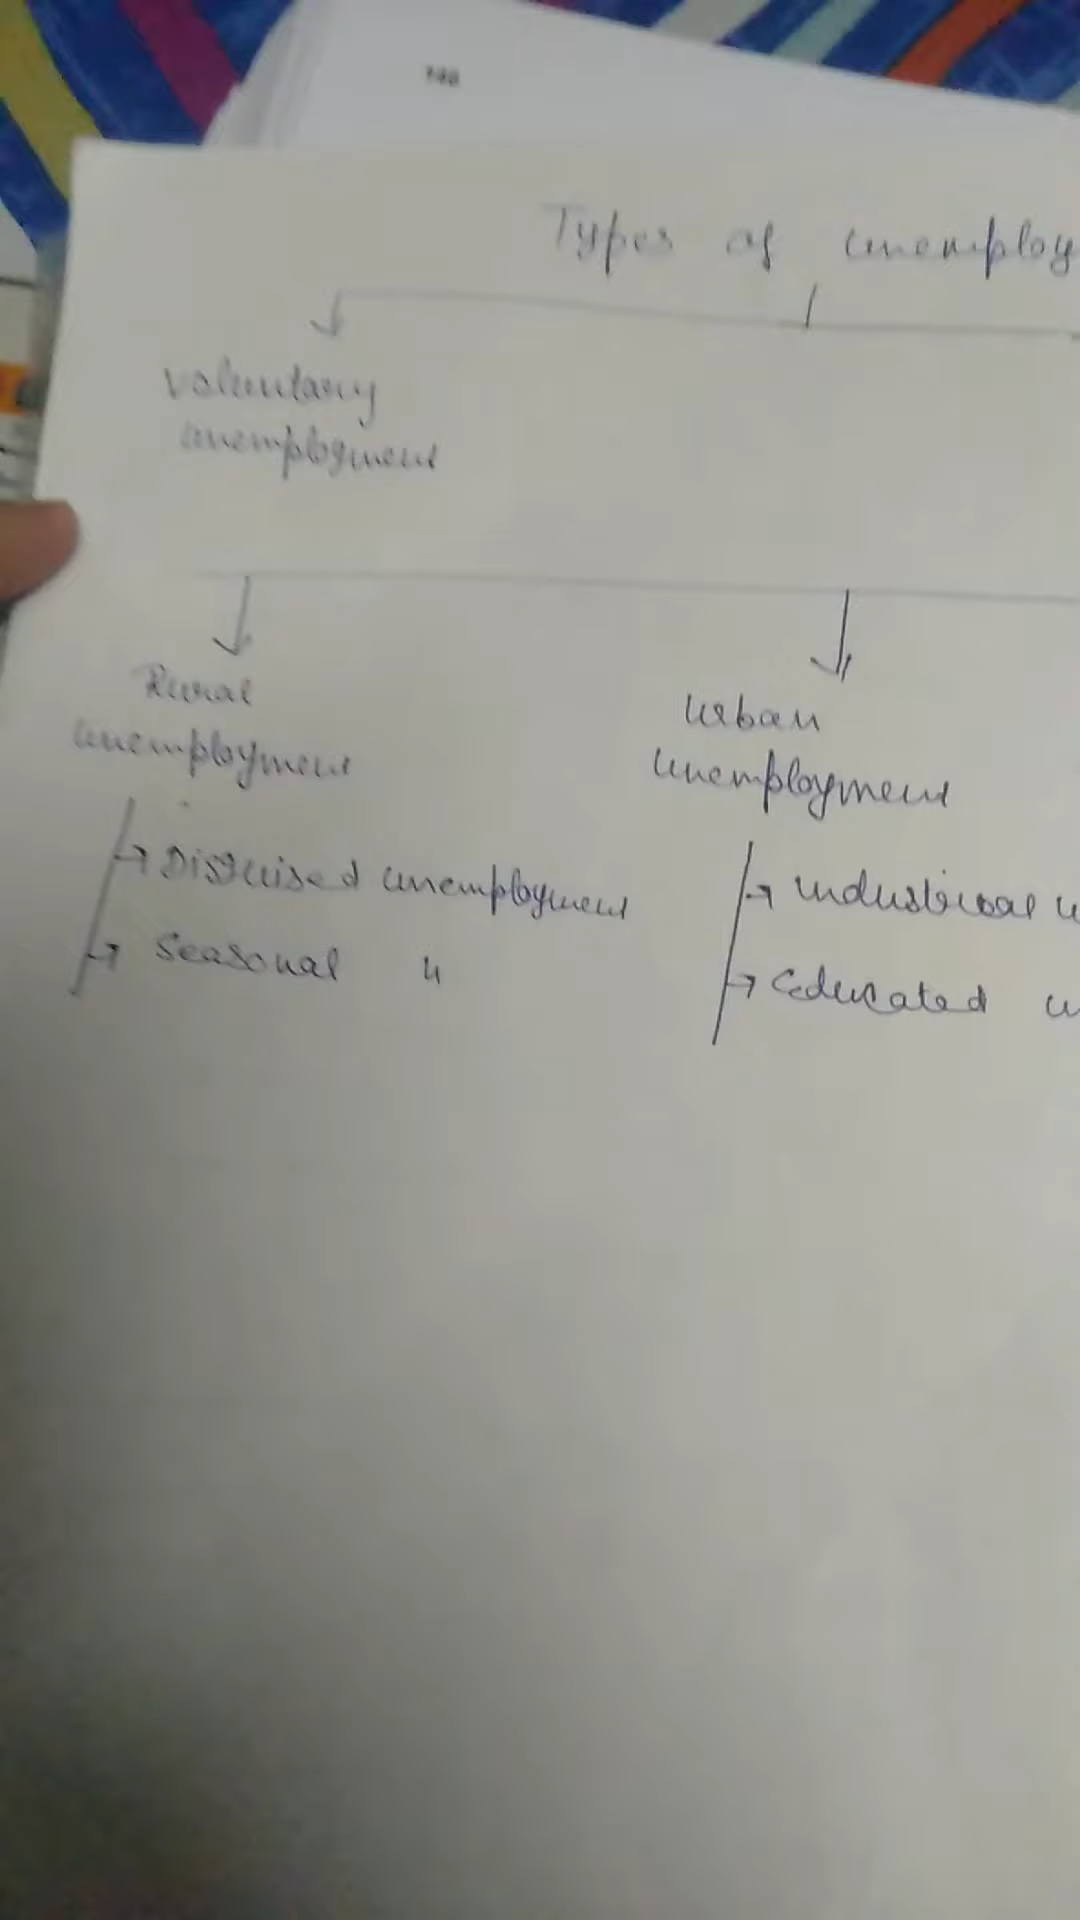 Types of unemploy
voluntary
unemployment
Rural
unemployment
urban
unemployment
→ Disguised unemployment
→ Seasonal "
→ industrial u
→ educated u